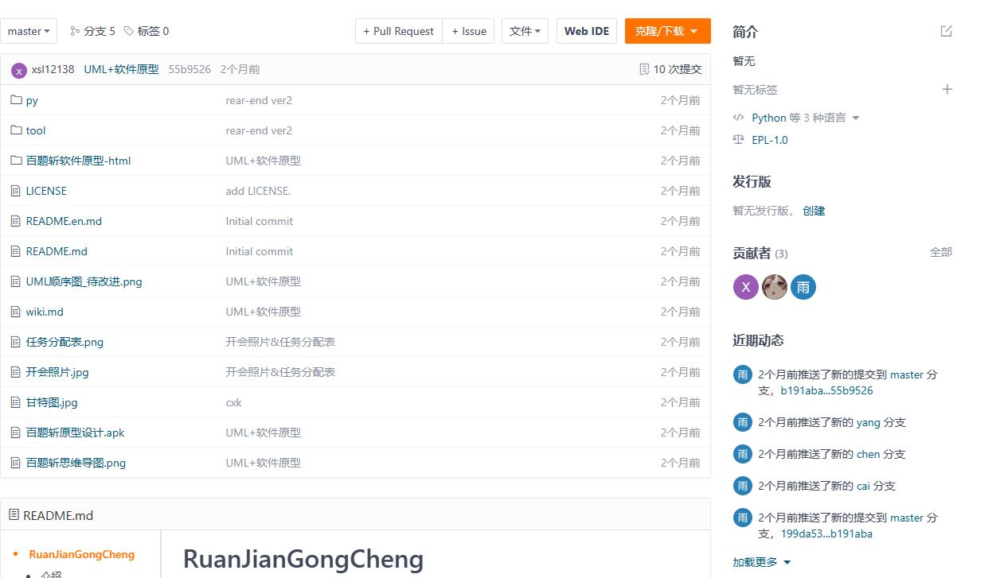 master 分支 5 标签 0 + Pull Request + Issue 文件 Web IDE 克隆/下载
x xsl12138 UML+软件原型 55b9526 2个月前 10 次提交
py rear-end ver2 2个月前
tool rear-end ver2 2个月前
百题斩软件原型-html UML+软件原型 2个月前
LICENSE add LICENSE. 2个月前
README.en.md Initial commit 2个月前
README.md Initial commit 2个月前
UML顺序图_待改进.png UML+软件原型 2个月前
wiki.md UML+软件原型 2个月前
任务分配表.png 开会照片&任务分配表 2个月前
开会照片.jpg 开会照片&任务分配表 2个月前
甘特图.jpg cxk 2个月前
百题斩原型设计.apk UML+软件原型 2个月前
百题斩思维导图.png UML+软件原型 2个月前
README.md
RuanJianGongCheng
介绍
RuanJianGongCheng
简介
暂无
暂无标签
Python 等 3 种语言
EPL-1.0
发行版
暂无发行版， 创建
贡献者 (3) 全部
X 雨
近期动态
雨 2个月前推送了新的提交到 master 分
支，b191aba...55b9526
雨 2个月前推送了新的 yang 分支
雨 2个月前推送了新的 chen 分支
雨 2个月前推送了新的 cai 分支
雨 2个月前推送了新的提交到 master 分
支，199da53...b191aba
加载更多